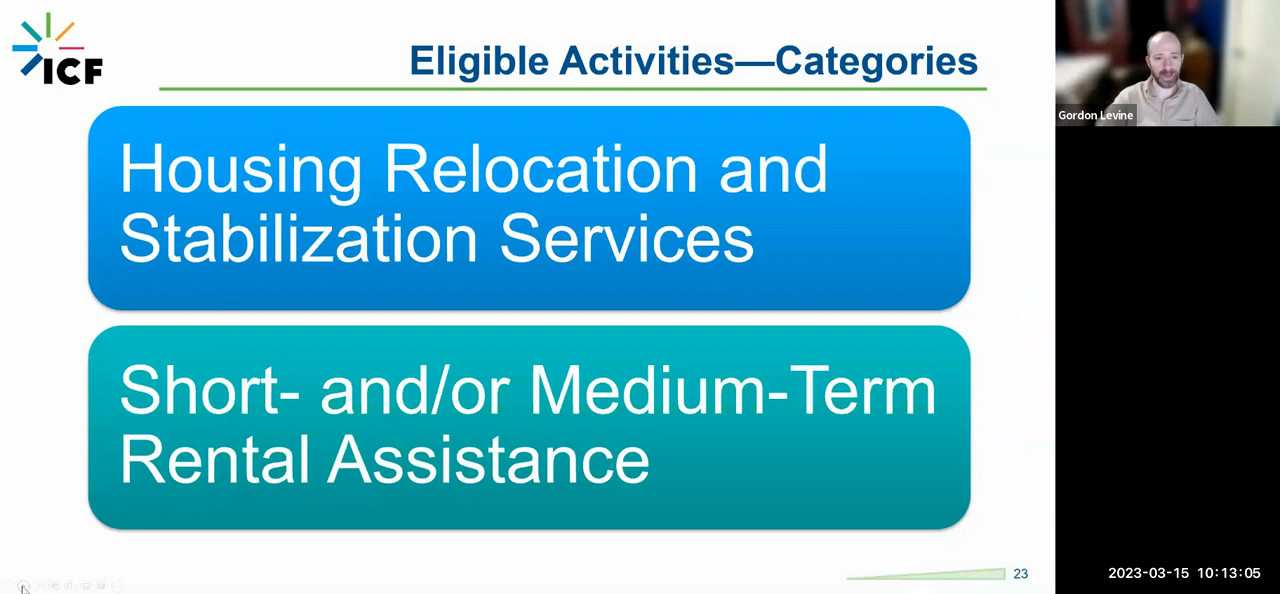 ICF
Eligible Activities—Categories
Housing Relocation and
Stabilization Services
Short- and/or Medium-Term
Rental Assistance
23
Gordon Levine
2023-03-15 10:13:05